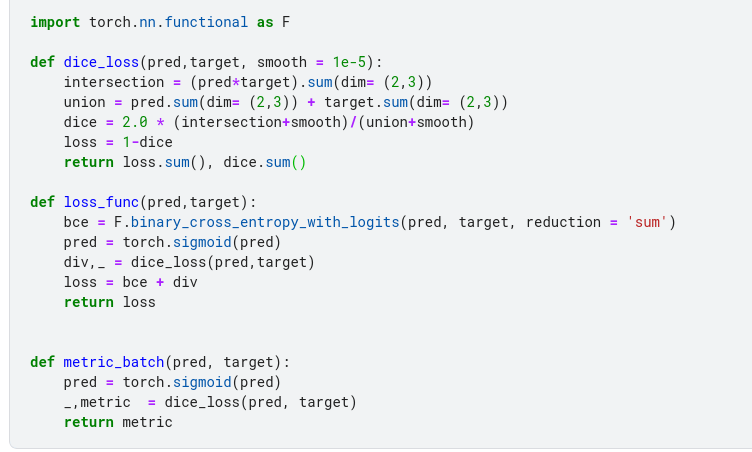 import torch.nn.functional as F

def dice_loss(pred,target, smooth = 1e-5):
    intersection = (pred*target).sum(dim= (2,3))
    union = pred.sum(dim= (2,3)) + target.sum(dim= (2,3))
    dice = 2.0 * (intersection+smooth)/(union+smooth)
    loss = 1-dice
    return loss.sum(), dice.sum()

def loss_func(pred,target):
    bce = F.binary_cross_entropy_with_logits(pred, target, reduction = 'sum')
    pred = torch.sigmoid(pred)
    div,_ = dice_loss(pred,target)
    loss = bce + div
    return loss


def metric_batch(pred, target):
    pred = torch.sigmoid(pred)
    _,metric  = dice_loss(pred, target)
    return metric